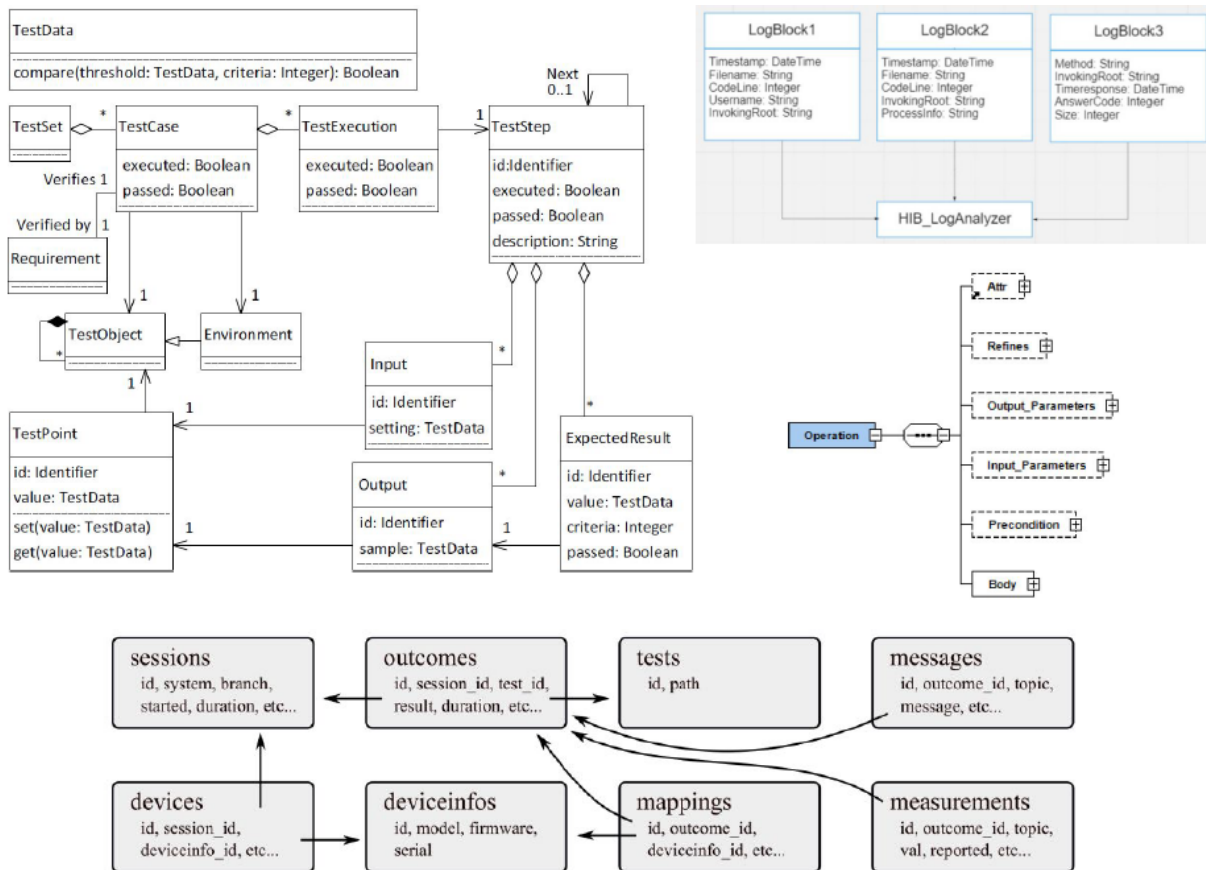 TestData
compare(threshold: TestData, criteria: Integer): Boolean
TestSet
*
TestCase
executed: Boolean
passed: Boolean
*
TestExecution
executed: Boolean
passed: Boolean
1
Next
0..1
TestStep
id:Identifier
executed: Boolean
passed: Boolean
description: String
Verifies 1
Verified by 1
Requirement
1
1
TestObject
*
Environment
1
TestPoint
id: Identifier
value: TestData
set(value: TestData)
get(value: TestData)
1
1
Input
id: Identifier
setting: TestData
*
Output
id: Identifier
sample: TestData
*
1
*
ExpectedResult
id: Identifier
value: TestData
criteria: Integer
passed: Boolean
LogBlock1
Timestamp: DateTime
Filename: String
CodeLine: Integer
Username: String
InvokingRoot: String
LogBlock2
Timestamp: DateTime
Filename: String
CodeLine: Integer
InvokingRoot: String
ProcessInfo: String
LogBlock3
Method: String
InvokingRoot: String
Timeresponse: DateTime
AnswerCode: Integer
Size: Integer
HIB_LogAnalyzer
Operation
Attr
Refines
Output_Parameters
Input_Parameters
Precondition
Body
sessions
id, system, branch,
started, duration, etc...
outcomes
id, session_id, test_id,
result, duration, etc...
tests
id, path
messages
id, outcome_id, topic,
message, etc...
devices
id, session_id,
deviceinfo_id, etc...
deviceinfos
id, model, firmware,
serial
mappings
id, outcome_id,
deviceinfo_id, etc...
measurements
id, outcome_id, topic,
val, reported, etc...